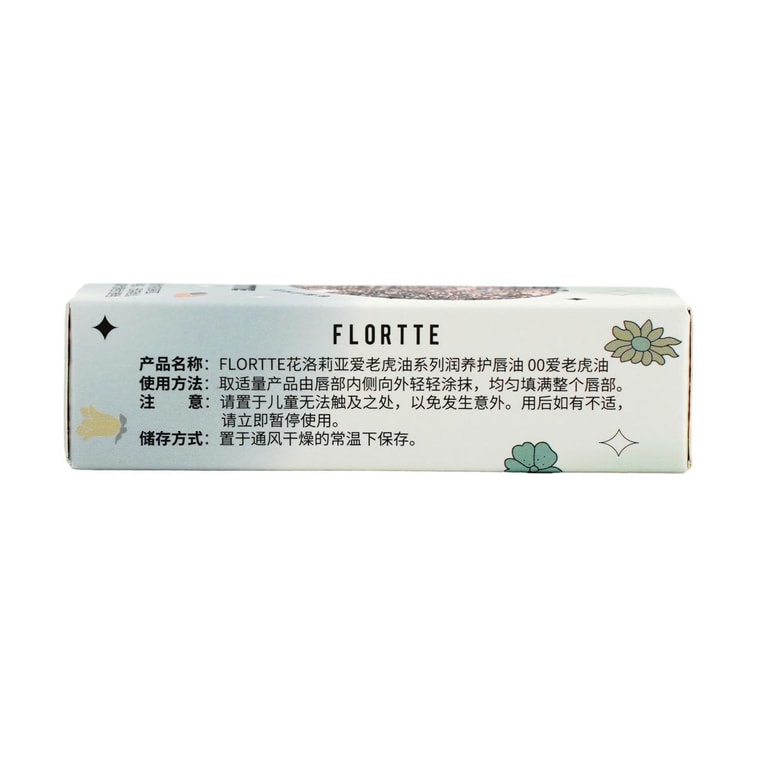 FLORTTE
产品名称：FLORTTE花洛莉亚爱老虎油系列润养护唇油 00爱老虎油
使用方法：取适量产品由唇部内侧向外轻轻涂抹，均匀填满整个唇部。
注　　意：请置于儿童无法触及之处，以免发生意外。用后如有不适，
请立即暂停使用。
储存方式：置于通风干燥的常温下保存。